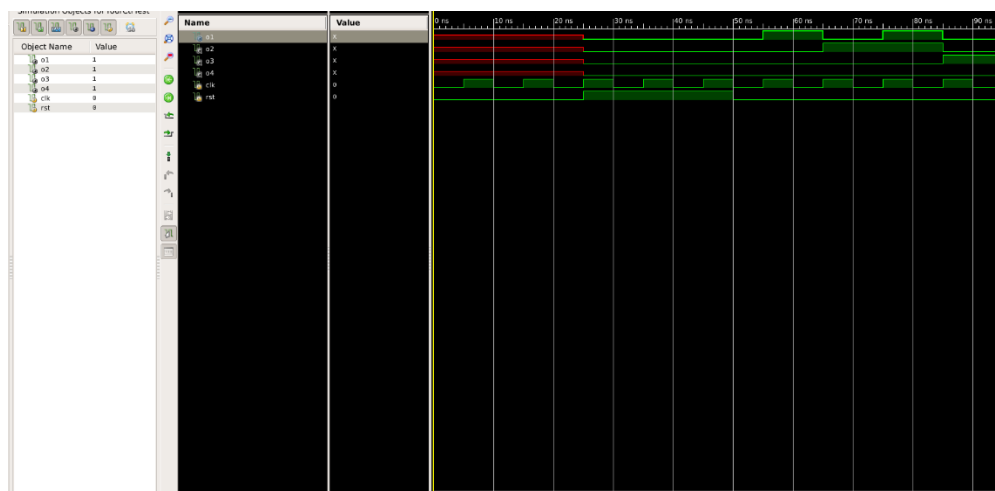 Simulation Objects for fourco test
Object Name Value
o1 1
o2 1
o3 1
o4 1
clk 0
rst 0
Name Value
o1 X
o2 X
o3 X
o4 X
clk 0
rst 0
0 ns 10 ns 20 ns 30 ns 40 ns 50 ns 60 ns 70 ns 80 ns 90 ns